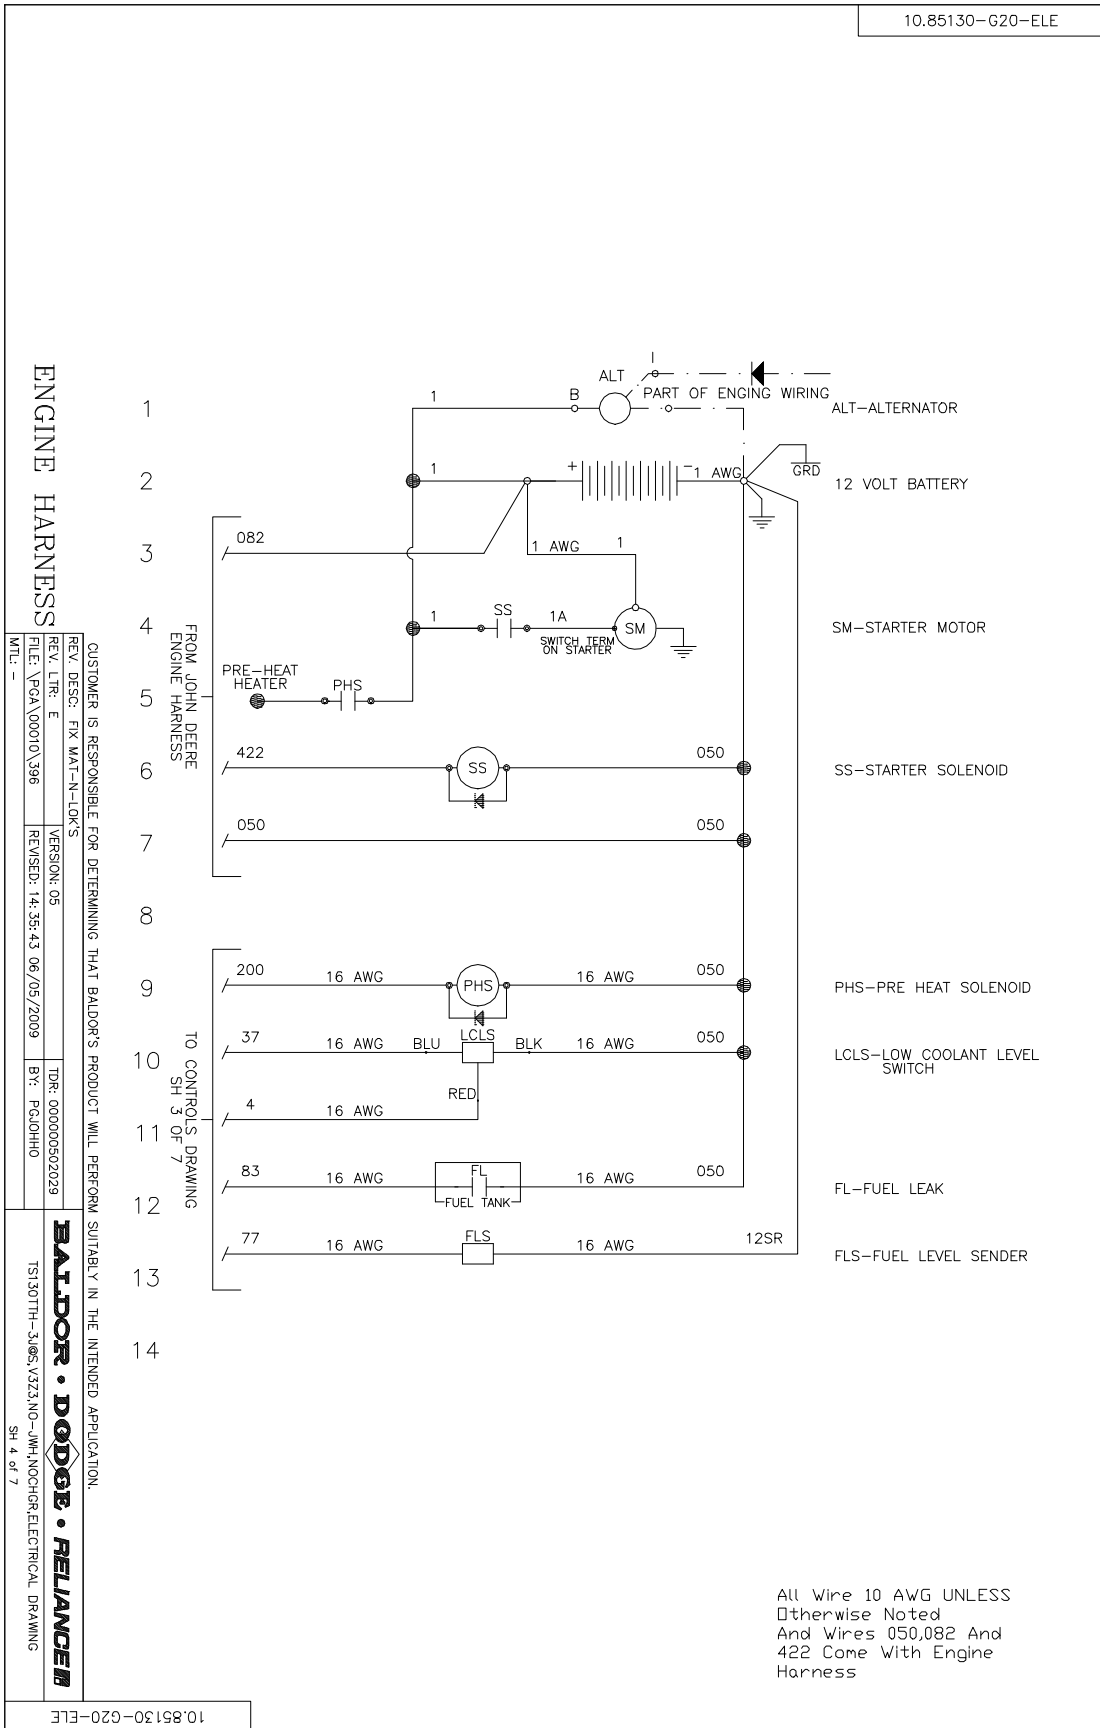 10.85130-G20-ELE
I
ALT
PART OF ENGING WIRING
1
1
B
ALT-ALTERNATOR
2
1
+
-
1 AWG
GRD
12 VOLT BATTERY
3
082
1 AWG
1
4
1
SS
1A
SM
SWITCH TERM
ON STARTER
SM-STARTER MOTOR
FROM JOHN DEERE
ENGINE HARNESS
5
PRE-HEAT
HEATER
PHS
6
422
SS
050
SS-STARTER SOLENOID
7
050
050
8
9
200
16 AWG
PHS
16 AWG
050
PHS-PRE HEAT SOLENOID
10
37
16 AWG
BLU
LCLS
BLK
16 AWG
050
LCLS-LOW COOLANT LEVEL
SWITCH
TO CONTROLS DRAWING
SH 3 OF 7
RED
11
4
16 AWG
12
83
16 AWG
FL
FUEL TANK
16 AWG
050
FL-FUEL LEAK
13
77
16 AWG
FLS
16 AWG
12SR
FLS-FUEL LEVEL SENDER
14
All Wire 10 AWG UNLESS
Otherwise Noted
And Wires 050,082 And
422 Come With Engine
Harness
ENGINE HARNESS
CUSTOMER IS RESPONSIBLE FOR DETERMINING THAT BALDOR'S PRODUCT WILL PERFORM SUITABLY IN THE INTENDED APPLICATION.
REV. DESC: FIX MAT-N-LOK'S
REV. LTR: E
VERSION: 05
TDR: 000000502029
FILE: \PGA\00010\396
REVISED: 14:35:43 06/05/2009
BY: PGJOHHO
MTL: -
BALDOR • DODGE • RELIANCE
TS130TTH-3J@S,V3Z3,NO-JWH,NOCHGR,ELECTRICAL DRAWING
SH 4 of 7
10.85130-G20-ELE